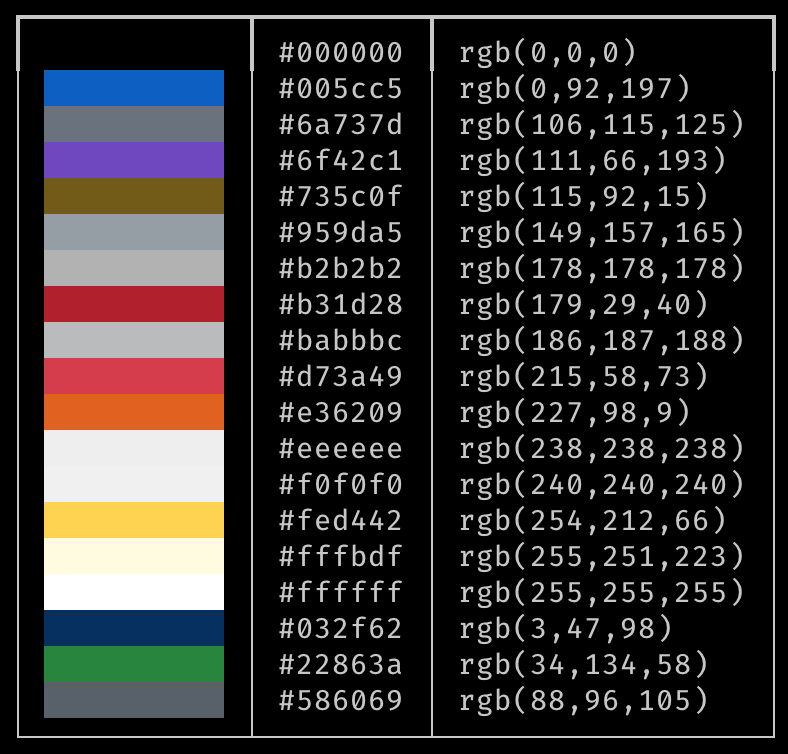 #000000 rgb(0,0,0)
#005cc5 rgb(0,92,197)
#6a737d rgb(106,115,125)
#6f42c1 rgb(111,66,193)
#735c0f rgb(115,92,15)
#959da5 rgb(149,157,165)
#b2b2b2 rgb(178,178,178)
#b31d28 rgb(179,29,40)
#babbbc rgb(186,187,188)
#d73a49 rgb(215,58,73)
#e36209 rgb(227,98,9)
#eeeeee rgb(238,238,238)
#f0f0f0 rgb(240,240,240)
#fed442 rgb(254,212,66)
#fffbdf rgb(255,251,223)
#ffffff rgb(255,255,255)
#032f62 rgb(3,47,98)
#22863a rgb(34,134,58)
#586069 rgb(88,96,105)